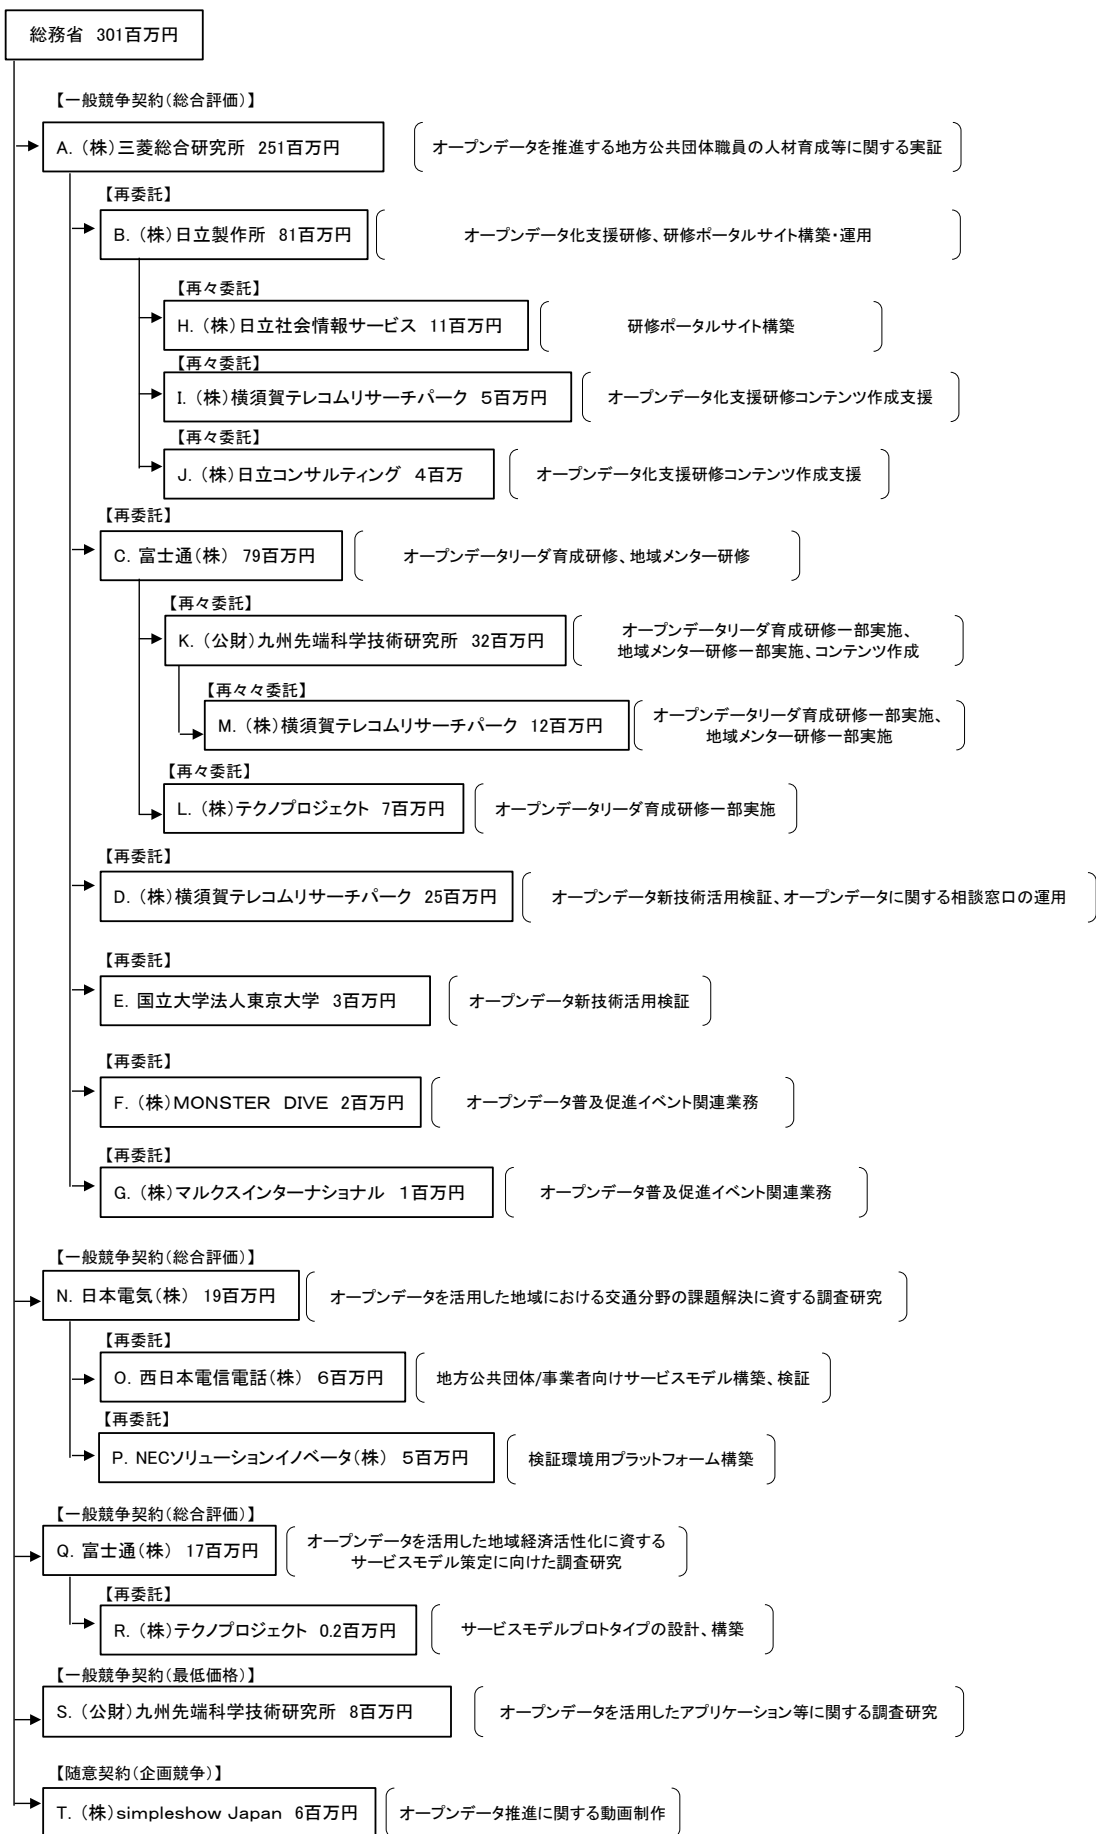 総務省 301百万円
【一般競争契約(総合評価)】
A. (株)三菱総合研究所 251百万円
オープンデータを推進する地方公共団体職員の人材育成等に関する実証
【再委託】
B. (株)日立製作所 81百万円
オープンデータ化支援研修、研修ポータルサイト構築・運用
【再々委託】
H. (株)日立社会情報サービス 11百万円
研修ポータルサイト構築
【再々委託】
I. (株)横須賀テレコムリサーチパーク 5百万円
オープンデータ化支援研修コンテンツ作成支援
【再々委託】
J. (株)日立コンサルティング 4百万
オープンデータ化支援研修コンテンツ作成支援
【再委託】
C. 富士通(株) 79百万円
オープンデータリーダ育成研修、地域メンター研修
【再々委託】
K. (公財)九州先端科学技術研究所 32百万円
オープンデータリーダ育成研修一部実施、
地域メンター研修一部実施、コンテンツ作成
【再々々委託】
M. (株)横須賀テレコムリサーチパーク 12百万円
オープンデータリーダ育成研修一部実施、
地域メンター研修一部実施
【再々委託】
L. (株)テクノプロジェクト 7百万円
オープンデータリーダ育成研修一部実施
【再委託】
D. (株)横須賀テレコムリサーチパーク 25百万円
オープンデータ新技術活用検証、オープンデータに関する相談窓口の運用
【再委託】
E. 国立大学法人東京大学 3百万円
オープンデータ新技術活用検証
【再委託】
F. (株)MONSTER DIVE 2百万円
オープンデータ普及促進イベント関連業務
【再委託】
G. (株)マルクスインターナショナル 1百万円
オープンデータ普及促進イベント関連業務
【一般競争契約(総合評価)】
N. 日本電気(株) 19百万円
オープンデータを活用した地域における交通分野の課題解決に資する調査研究
【再委託】
O. 西日本電信電話(株) 6百万円
地方公共団体/事業者向けサービスモデル構築、検証
【再委託】
P. NECソリューションイノベータ(株) 5百万円
検証環境用プラットフォーム構築
【一般競争契約(総合評価)】
Q. 富士通(株) 17百万円
オープンデータを活用した地域経済活性化に資する
サービスモデル策定に向けた調査研究
【再委託】
R. (株)テクノプロジェクト 0.2百万円
サービスモデルプロトタイプの設計、構築
【一般競争契約(最低価格)】
S. (公財)九州先端科学技術研究所 8百万円
オープンデータを活用したアプリケーション等に関する調査研究
【随意契約(企画競争)】
T. (株)simpleshow Japan 6百万円
オープンデータ推進に関する動画制作